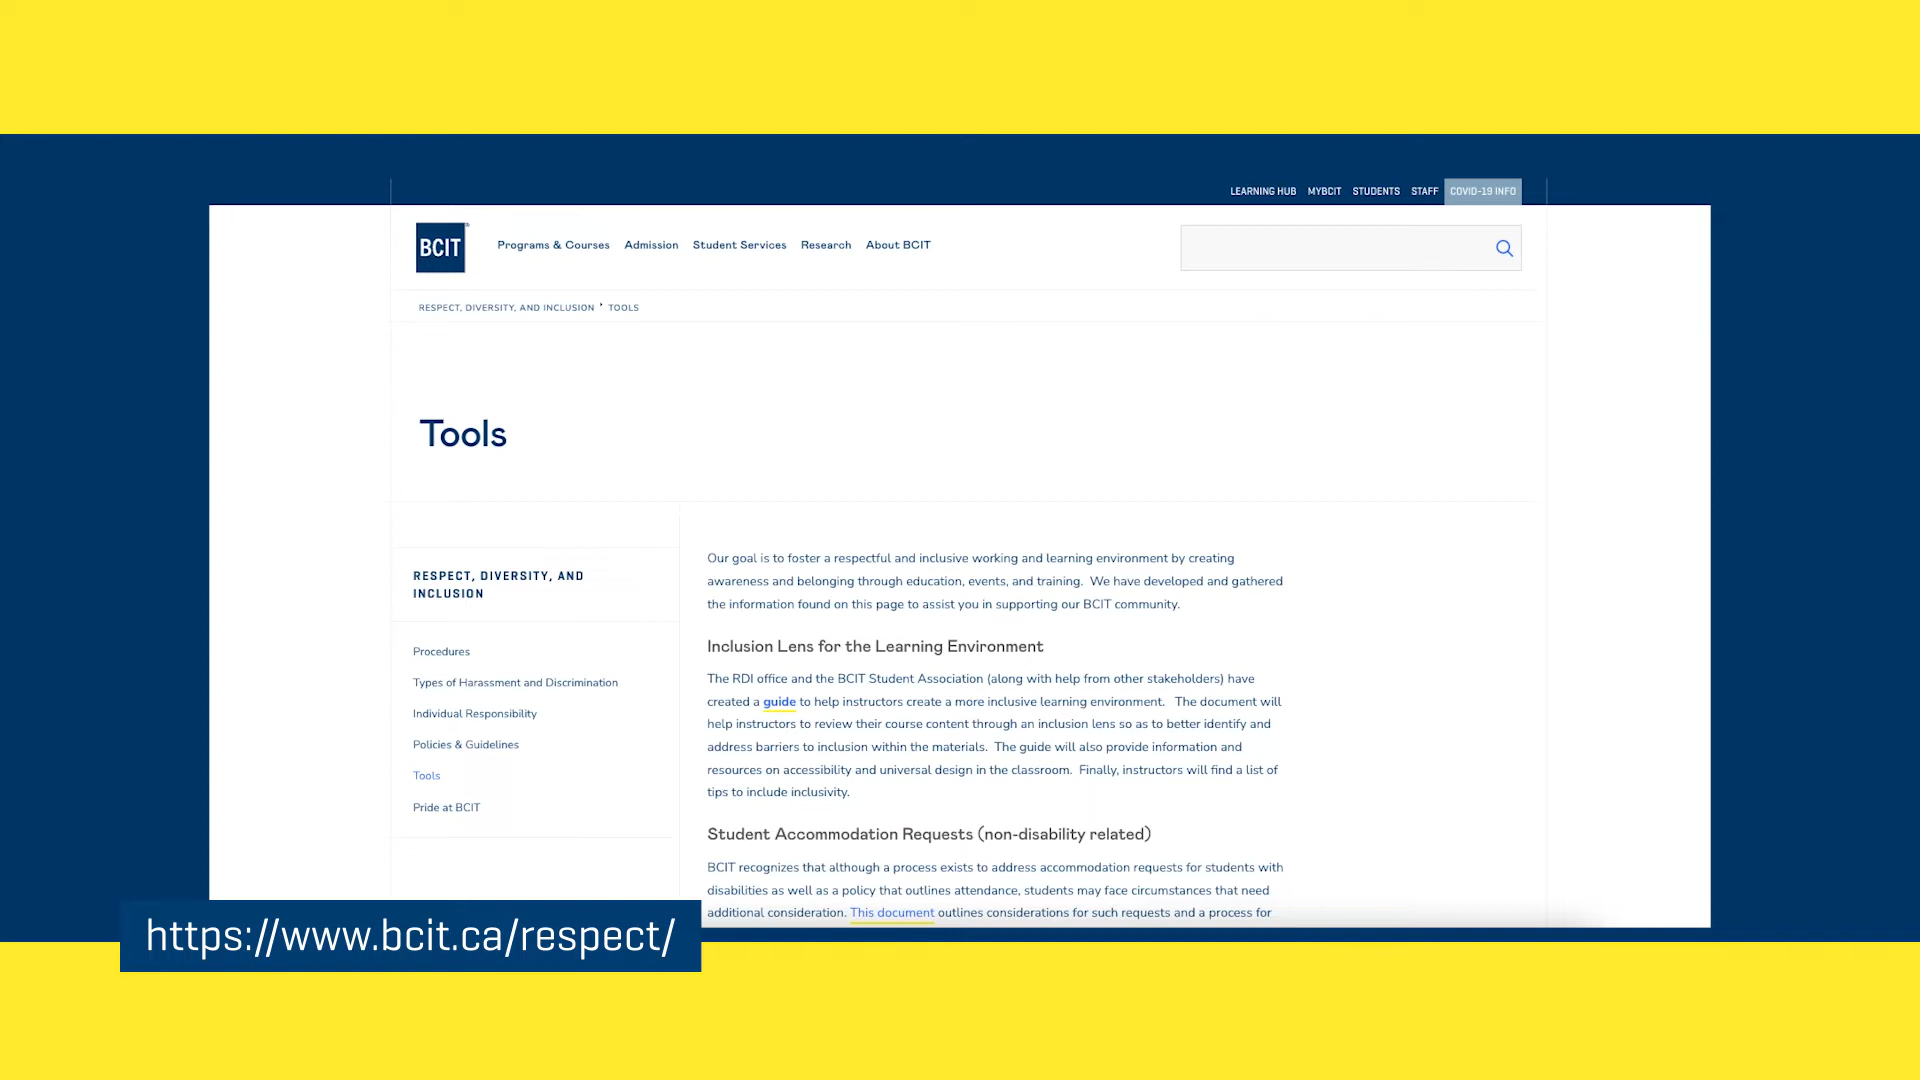 LEARNING HUB MYBCIT STUDENTS STAFF COVID-19 INFO
BCIT®
Programs & Courses Admission Student Services Research About BCIT
RESPECT, DIVERSITY, AND INCLUSION ▸ TOOLS
Tools
RESPECT, DIVERSITY, AND
INCLUSION
Procedures
Types of Harassment and Discrimination
Individual Responsibility
Policies & Guidelines
Tools
Pride at BCIT
Our goal is to foster a respectful and inclusive working and learning environment by creating
awareness and belonging through education, events, and training. We have developed and gathered
the information found on this page to assist you in supporting our BCIT community.
Inclusion Lens for the Learning Environment
The RDI office and the BCIT Student Association (along with help from other stakeholders) have
created a guide to help instructors create a more inclusive learning environment. The document will
help instructors to review their course content through an inclusion lens so as to better identify and
address barriers to inclusion within the materials. The guide will also provide information and
resources on accessibility and universal design in the classroom. Finally, instructors will find a list of
tips to include inclusivity.
Student Accommodation Requests (non-disability related)
BCIT recognizes that although a process exists to address accommodation requests for students with
disabilities as well as a policy that outlines attendance, students may face circumstances that need
additional consideration. This document outlines considerations for such requests and a process for
https://www.bcit.ca/respect/